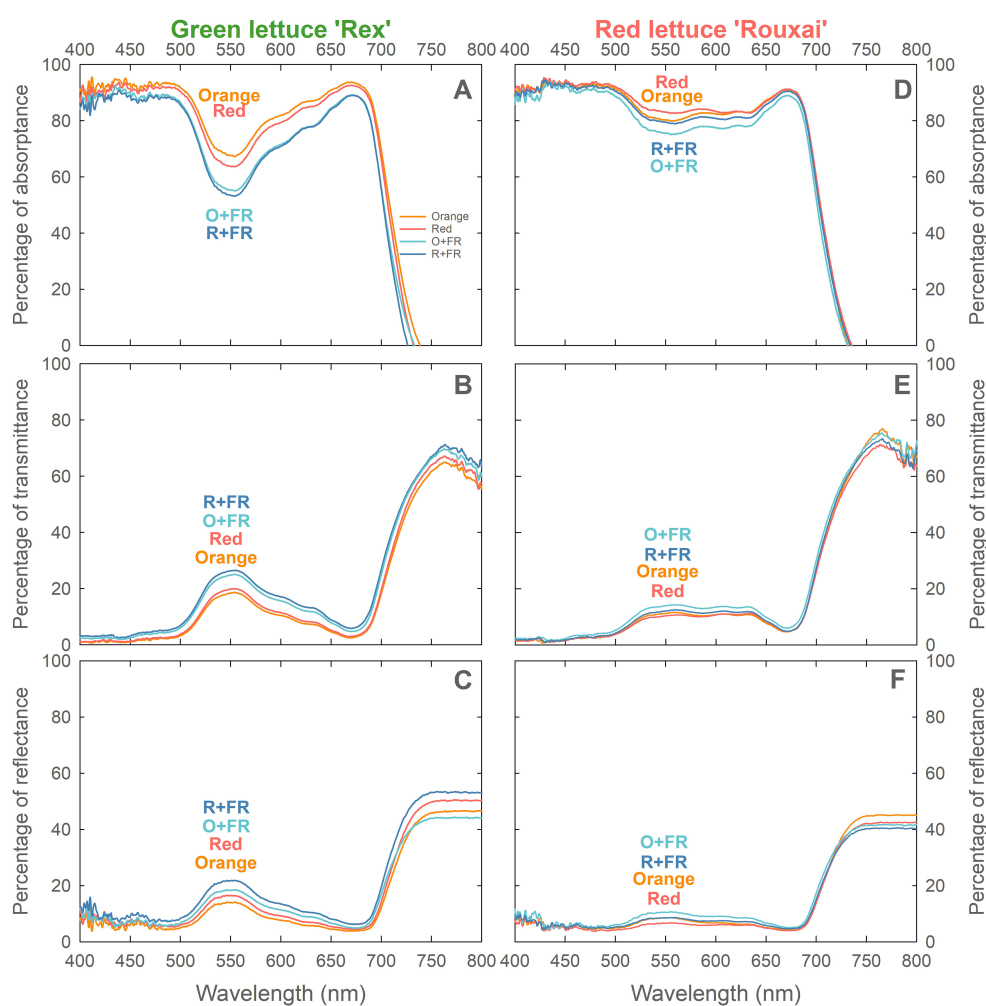 Green lettuce 'Rex'
Red lettuce 'Rouxai'
400 450 500 550 600 650 700 750 800
400 450 500 550 600 650 700 750 800
100
80
60
40
20
0
Percentage of absorptance
A
Orange
Red
O+FR
R+FR
Orange
Red
O+FR
R+FR
D
Red
Orange
R+FR
O+FR
100
80
60
40
20
0
Percentage of absorptance
100
80
60
40
20
0
Percentage of transmittance
B
R+FR
O+FR
Red
Orange
E
O+FR
R+FR
Orange
Red
100
80
60
40
20
0
Percentage of transmittance
100
80
60
40
20
0
Percentage of reflectance
C
R+FR
O+FR
Red
Orange
F
O+FR
R+FR
Orange
Red
100
80
60
40
20
0
Percentage of reflectance
400 450 500 550 600 650 700 750 800
400 450 500 550 600 650 700 750 800
Wavelength (nm)
Wavelength (nm)